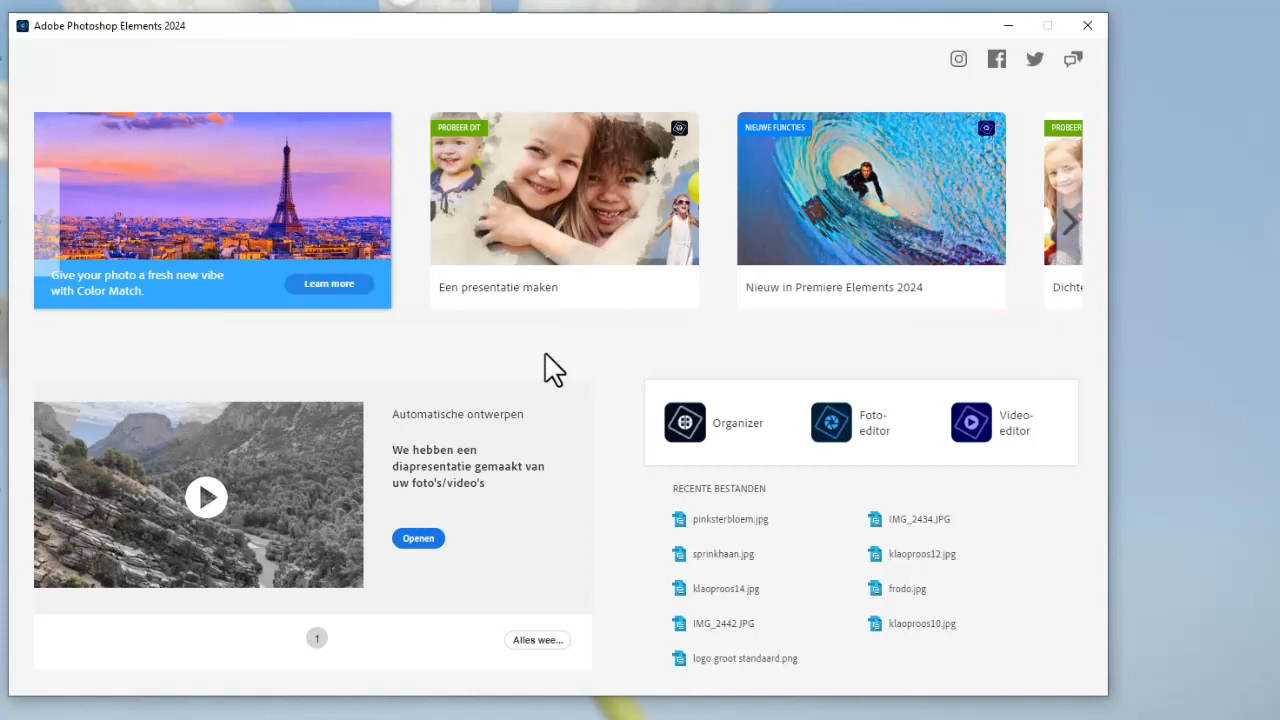 Adobe Photoshop Elements 2024
PROBEER DIT
NIEUWE FUNCTIES
PROBEER
Give your photo a fresh new vibe
with Color Match.
Learn more
Een presentatie maken
Nieuw in Premiere Elements 2024
Dichte
Automatische ontwerpen
We hebben een
diapresentatie gemaakt van
uw foto's/video's
Openen
1
Alles wee...
Organizer
Foto-
editor
Video-
editor
RECENTE BESTANDEN
pinksterbloem.jpg
IMG_2434.JPG
sprinkhaan.jpg
klaoproos12.jpg
klaoproos14.jpg
frodo.jpg
IMG_2442.JPG
klaoproos10.jpg
logo groot standaard.png